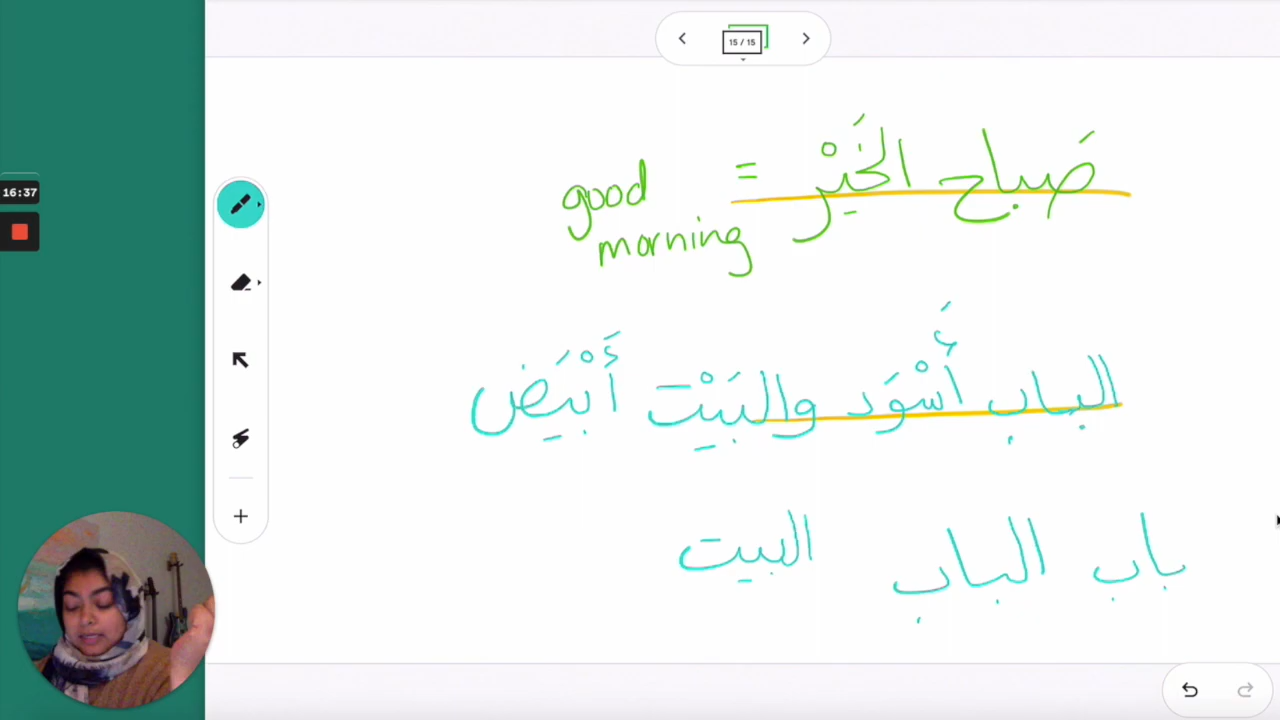 15 / 15
16:37
صَباح الخَيْر = good
morning
الباب أَسْوَد والبَيْت أَبْيَض
باب الباب البيت